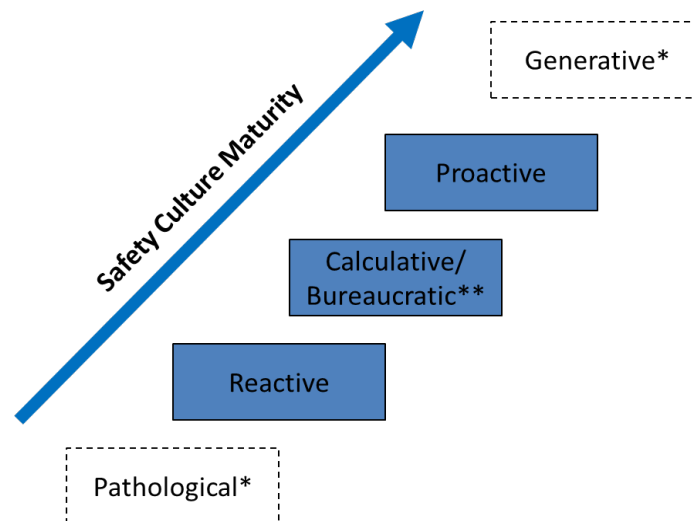 Generative*
Safety Culture Maturity
Proactive
Calculative/
Bureaucratic**
Reactive
Pathological*